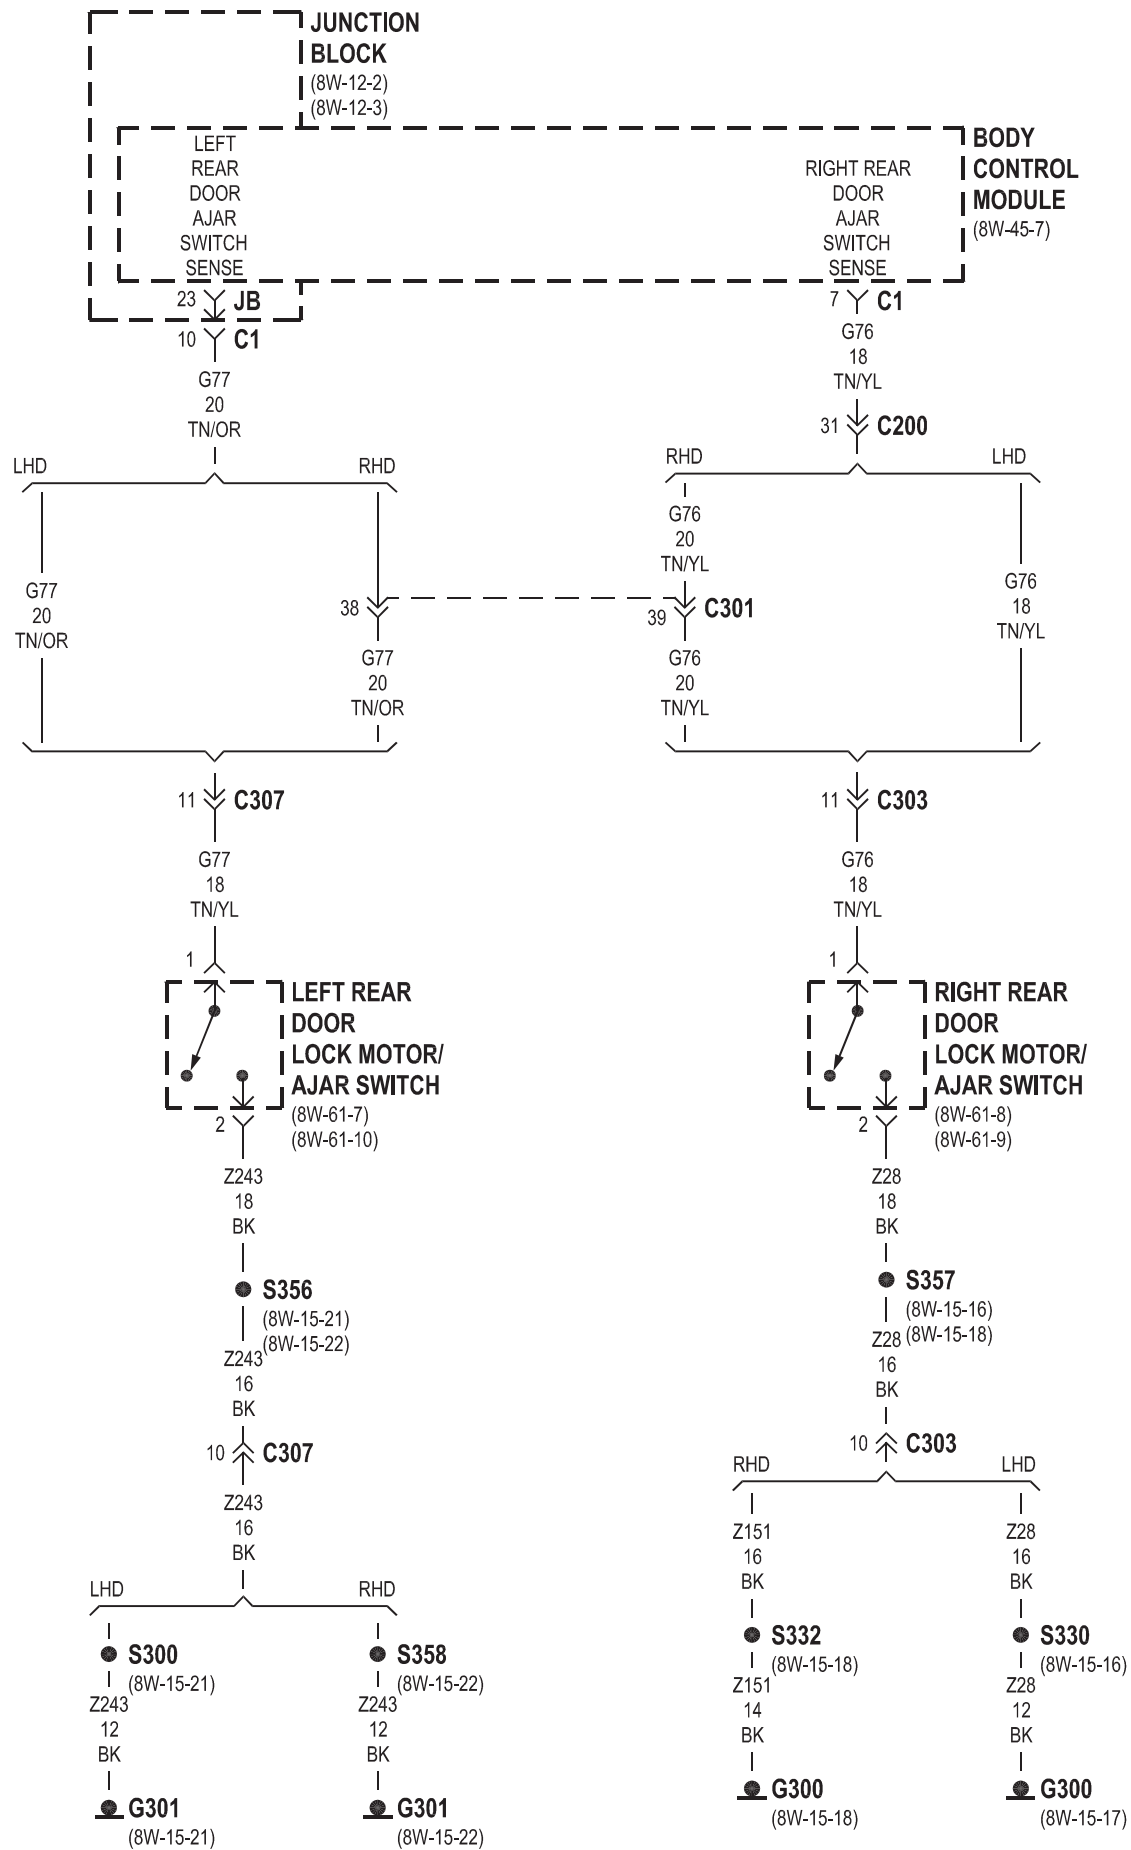 JUNCTION
BLOCK
(8W-12-2)
(8W-12-3)
LEFT
REAR
DOOR
AJAR
SWITCH
SENSE
RIGHT REAR
DOOR
AJAR
SWITCH
SENSE
BODY
CONTROL
MODULE
(8W-45-7)
23 JB
10 C1
G77
20
TN/OR
7 C1
G76
18
TN/YL
31 C200
LHD
RHD
RHD
LHD
G77
20
TN/OR
38
G77
20
TN/OR
G76
20
TN/YL
39 C301
G76
20
TN/YL
G76
18
TN/YL
11 C307
G77
18
TN/YL
1
LEFT REAR
DOOR
LOCK MOTOR/
AJAR SWITCH
(8W-61-7)
(8W-61-10)
2
Z243
18
BK
S356
(8W-15-21)
(8W-15-22)
Z243
16
BK
10 C307
Z243
16
BK
LHD
RHD
S300
(8W-15-21)
Z243
12
BK
G301
(8W-15-21)
S358
(8W-15-22)
Z243
12
BK
G301
(8W-15-22)
11 C303
G76
18
TN/YL
1
RIGHT REAR
DOOR
LOCK MOTOR/
AJAR SWITCH
(8W-61-8)
(8W-61-9)
2
Z28
18
BK
S357
(8W-15-16)
(8W-15-18)
Z28
16
BK
10 C303
RHD
LHD
Z151
16
BK
S332
(8W-15-18)
Z151
14
BK
G300
(8W-15-18)
Z28
16
BK
S330
(8W-15-16)
Z28
12
BK
G300
(8W-15-17)